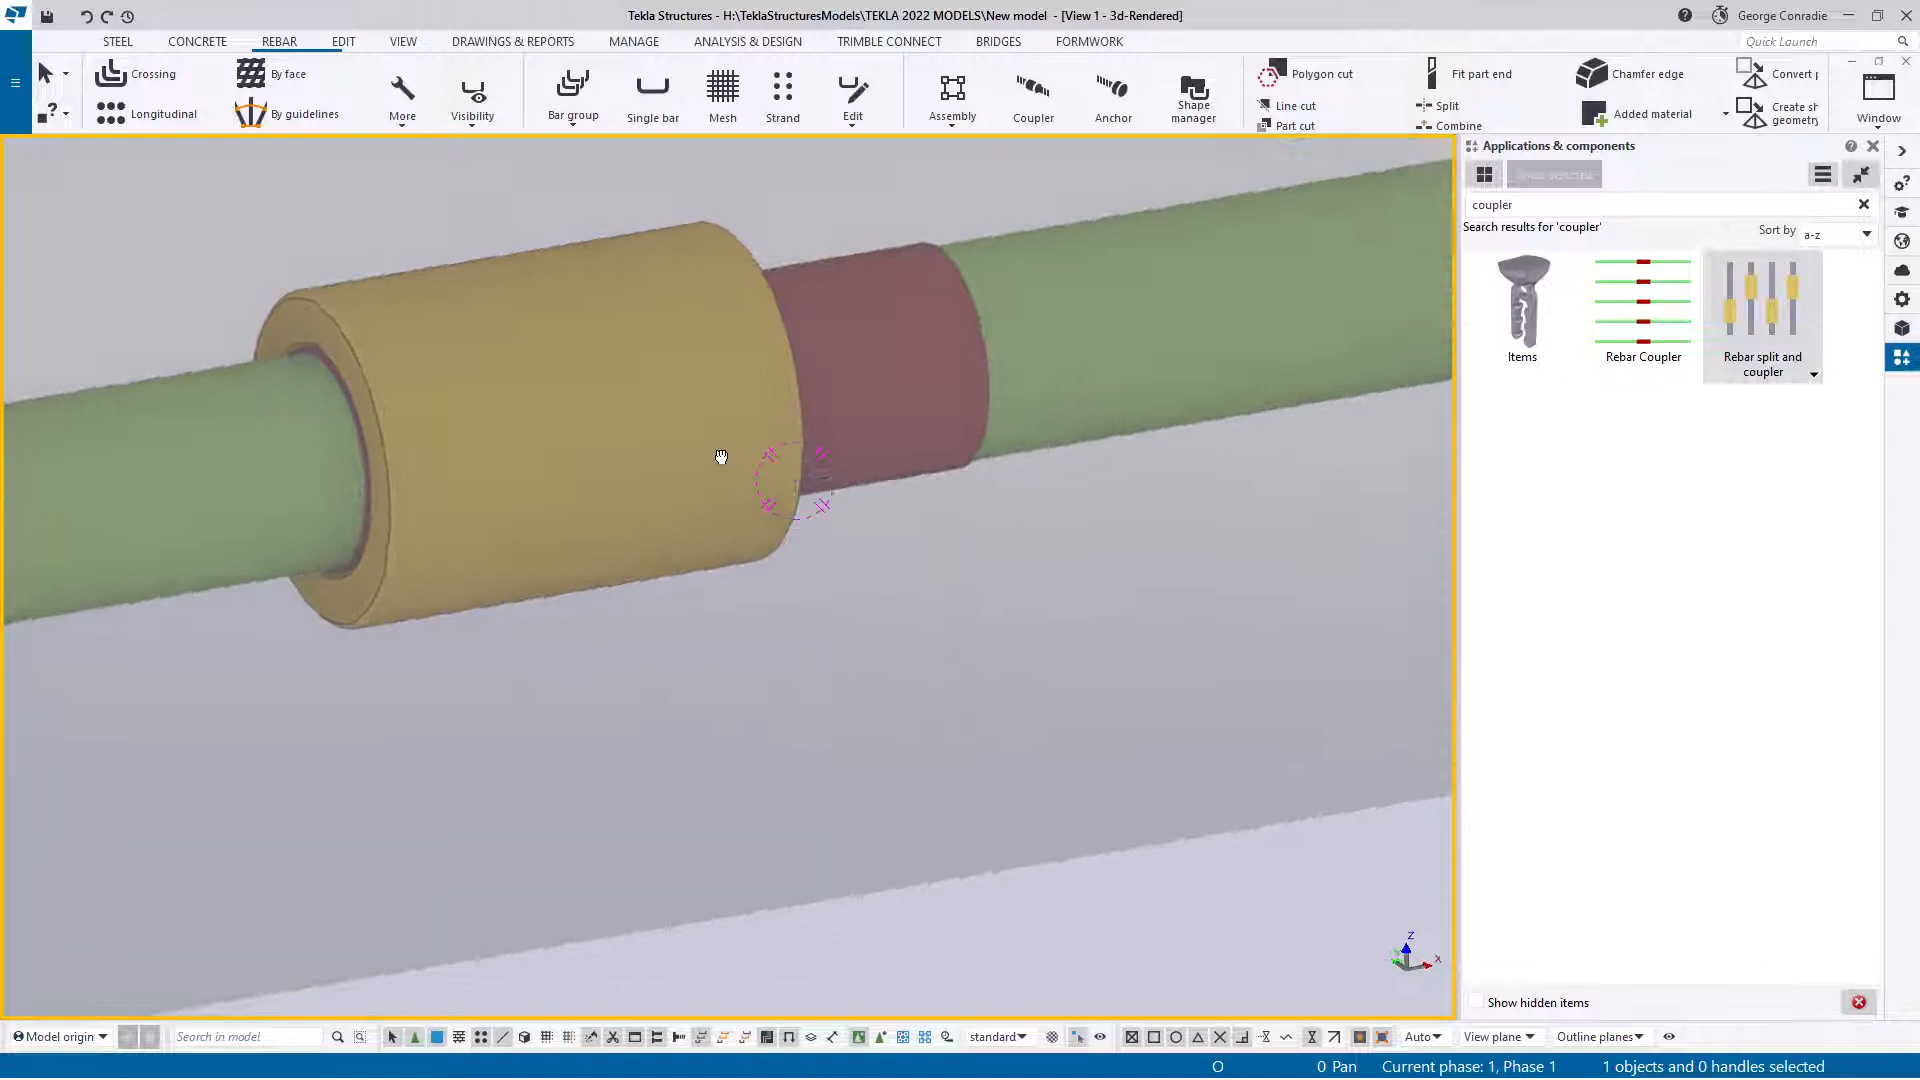 Tekla Structures - H:\TeklaStructuresModels\TEKLA 2022 MODELS\New model - [View 1 - 3d-Rendered]
George Conradie
STEEL CONCRETE REBAR EDIT VIEW DRAWINGS & REPORTS MANAGE ANALYSIS & DESIGN TRIMBLE CONNECT BRIDGES FORMWORK
Quick Launch
Crossing
Longitudinal
By face
By guidelines
More
Visibility
Bar group
Single bar
Mesh
Strand
Edit
Assembly
Coupler
Anchor
Shape
manager
Polygon cut
Line cut
Part cut
Fit part end
Split
Combine
Chamfer edge
Added material
Convert p
Create sh
geometry
Window
Applications & components
coupler
Search results for 'coupler'
Sort by a-z
Items
Rebar Coupler
Rebar split and
coupler
Z
X
Show hidden items
Model origin
Search in model
standard
Auto
View plane
Outline planes
O
0 Pan
Current phase: 1, Phase 1
1 objects and 0 handles selected